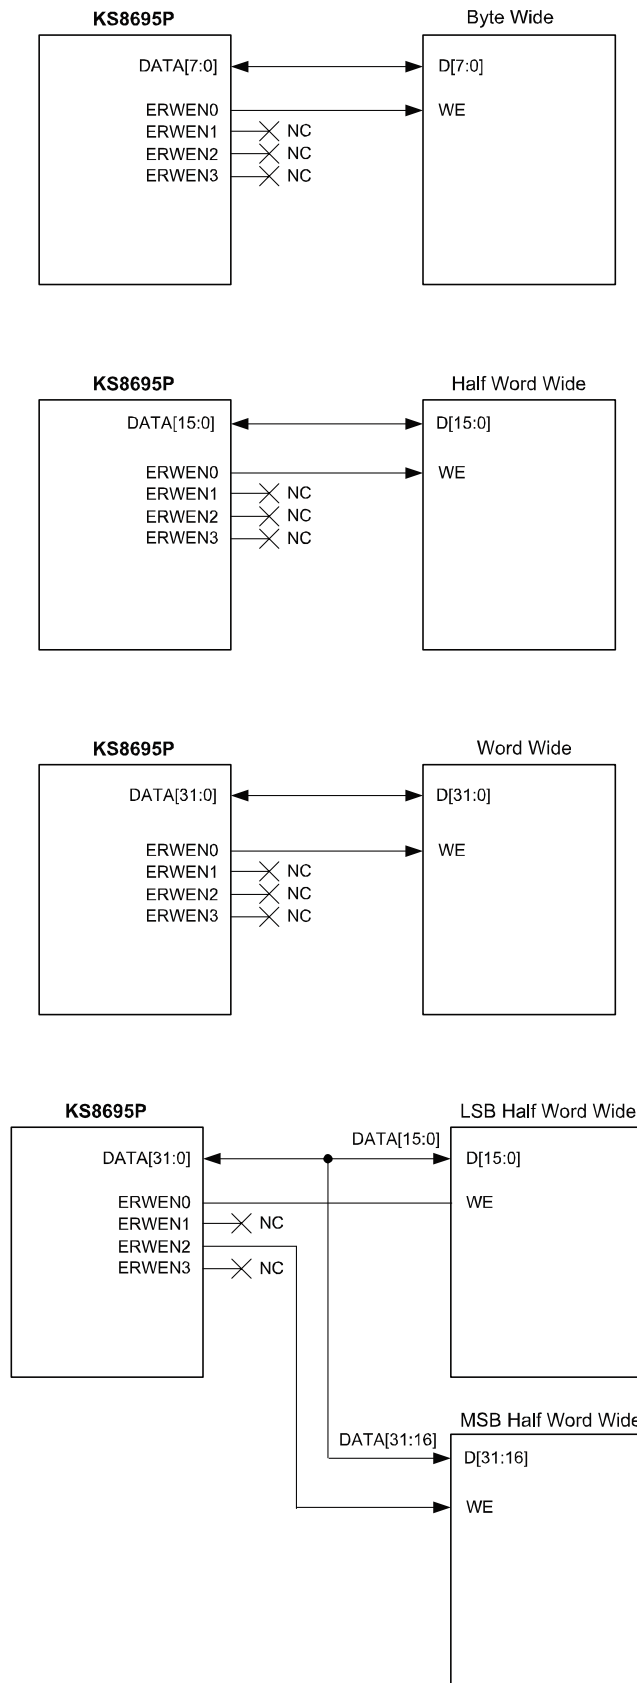 KS8695P Byte Wide
DATA[7:0] D[7:0]
ERWEN0 WE
ERWEN1 NC
ERWEN2 NC
ERWEN3 NC
KS8695P Half Word Wide
DATA[15:0] D[15:0]
ERWEN0 WE
ERWEN1 NC
ERWEN2 NC
ERWEN3 NC
KS8695P Word Wide
DATA[31:0] D[31:0]
ERWEN0 WE
ERWEN1 NC
ERWEN2 NC
ERWEN3 NC
KS8695P LSB Half Word Wide
DATA[15:0]
DATA[31:0] D[15:0]
ERWEN0 WE
ERWEN1 NC
ERWEN2
ERWEN3 NC
MSB Half Word Wide
DATA[31:16]
D[31:16]
WE